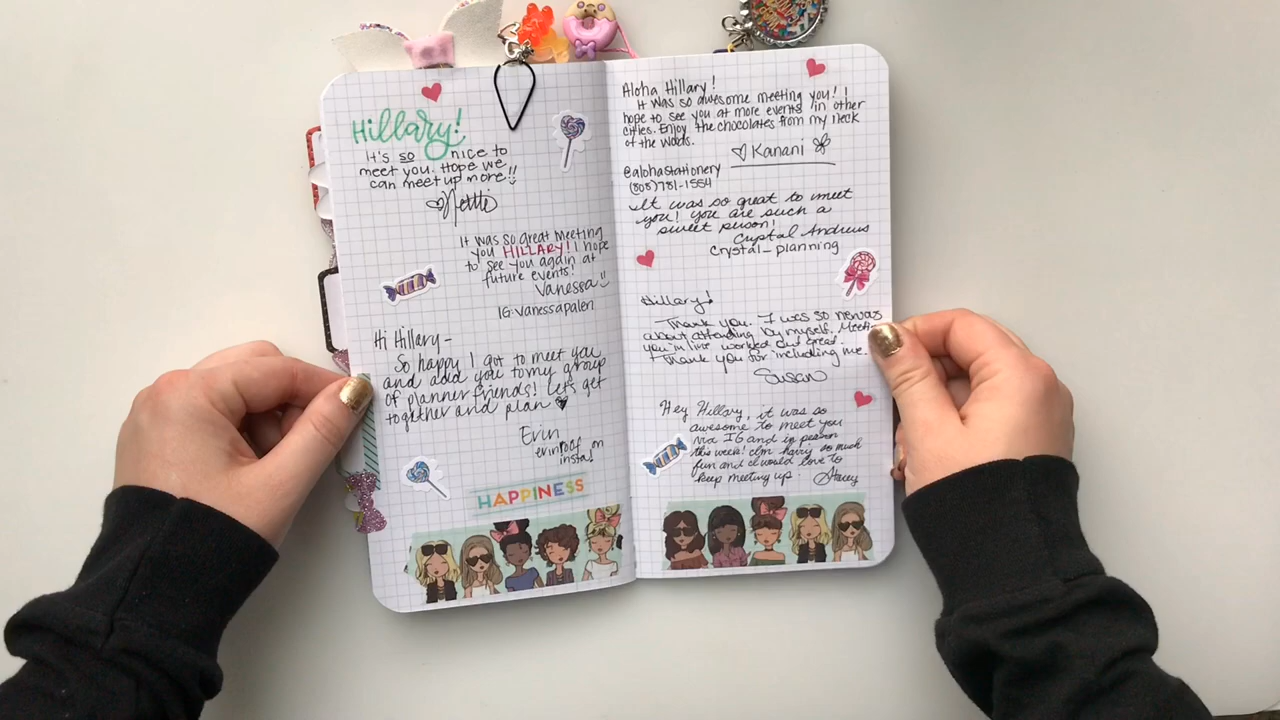 Hillary!
It's so nice to
meet you. Hope we
can meet up more!!
It was so great meeting
you HILLARY! I hope
to see you again at
future events!
Vanessa
IG: vanessapalen
Hi Hillary-
So happy I got to meet you
and add you to my group
of planner friends! Let's get
together and plan
Erin
erinroof on
insta!
HAPPINESS
Aloha Hillary!
It was so awesome meeting you! I
hope to see you at more events in other
cities. Enjoy the chocolates from my neck
of the woods.
Kanani
@alohastationery
(808)781-1554
It was so great to meet
you! you are such a
sweet person!
Crystal Andrews
crystal_planning
Hillary!
Thank you. I was so nervous
about attending by myself. Meetin
you in line worked out great.
Thank you for including me.
Susan
Hey Hillary, it was so
awesome to meet you
via IG and in person
this week! I'm having so much
fun and would love to
keep meeting up. Stacey